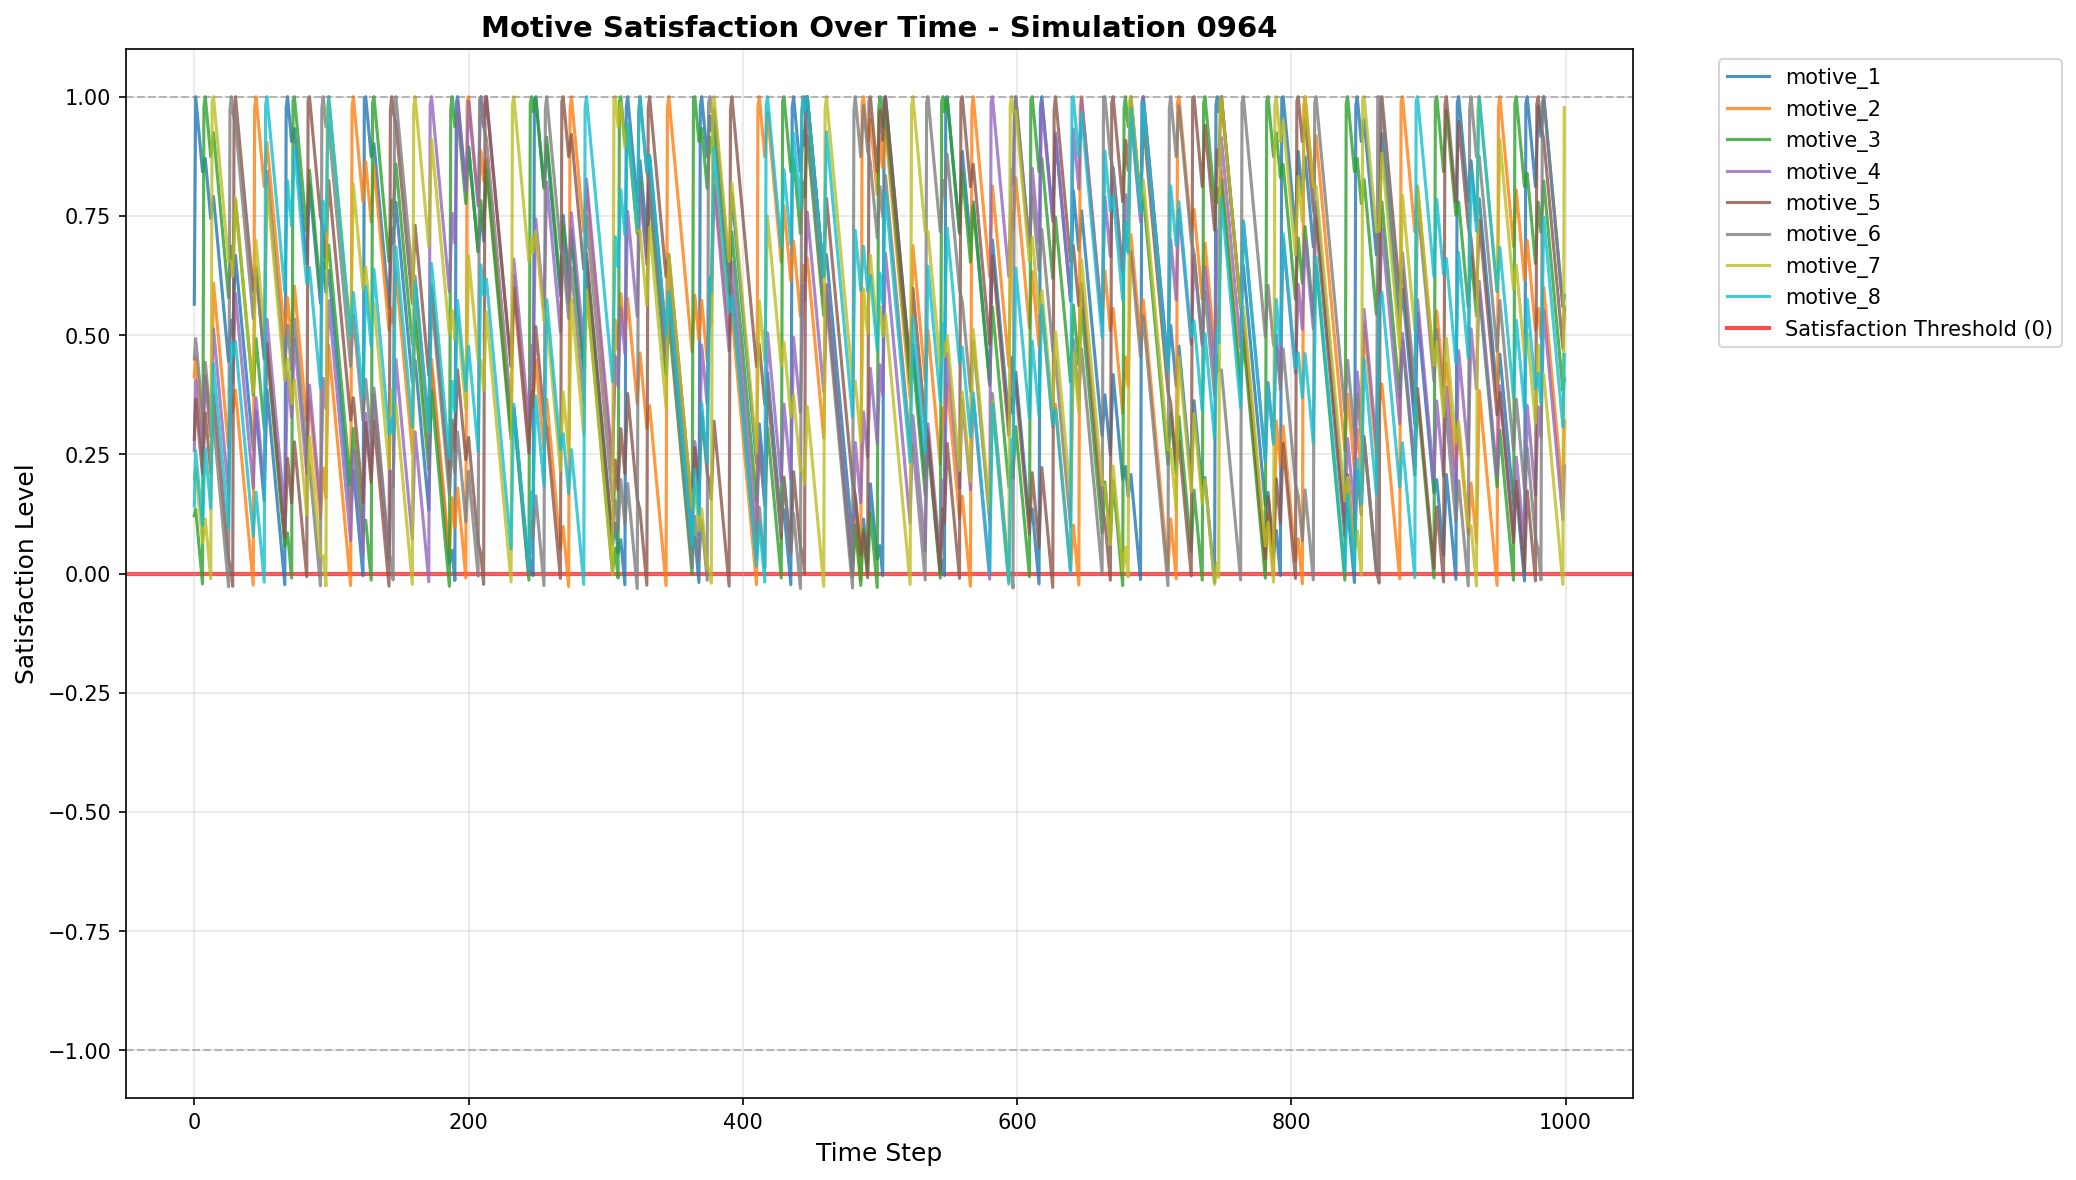 Motive Satisfaction Over Time - Simulation 0964
Satisfaction Level
1.00
0.75
0.50
0.25
0.00
−0.25
−0.50
−0.75
−1.00
0
200
400
600
800
1000
Time Step
motive_1
motive_2
motive_3
motive_4
motive_5
motive_6
motive_7
motive_8
Satisfaction Threshold (0)